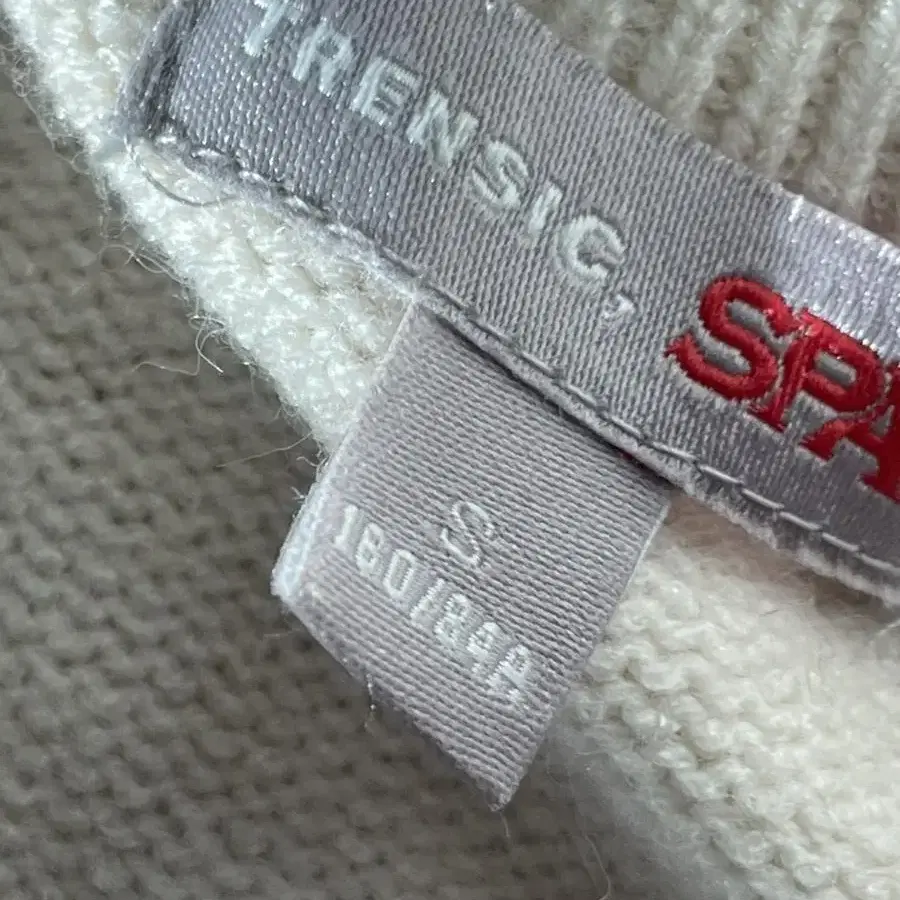 TRENSIC,
SPA
S
160/84A